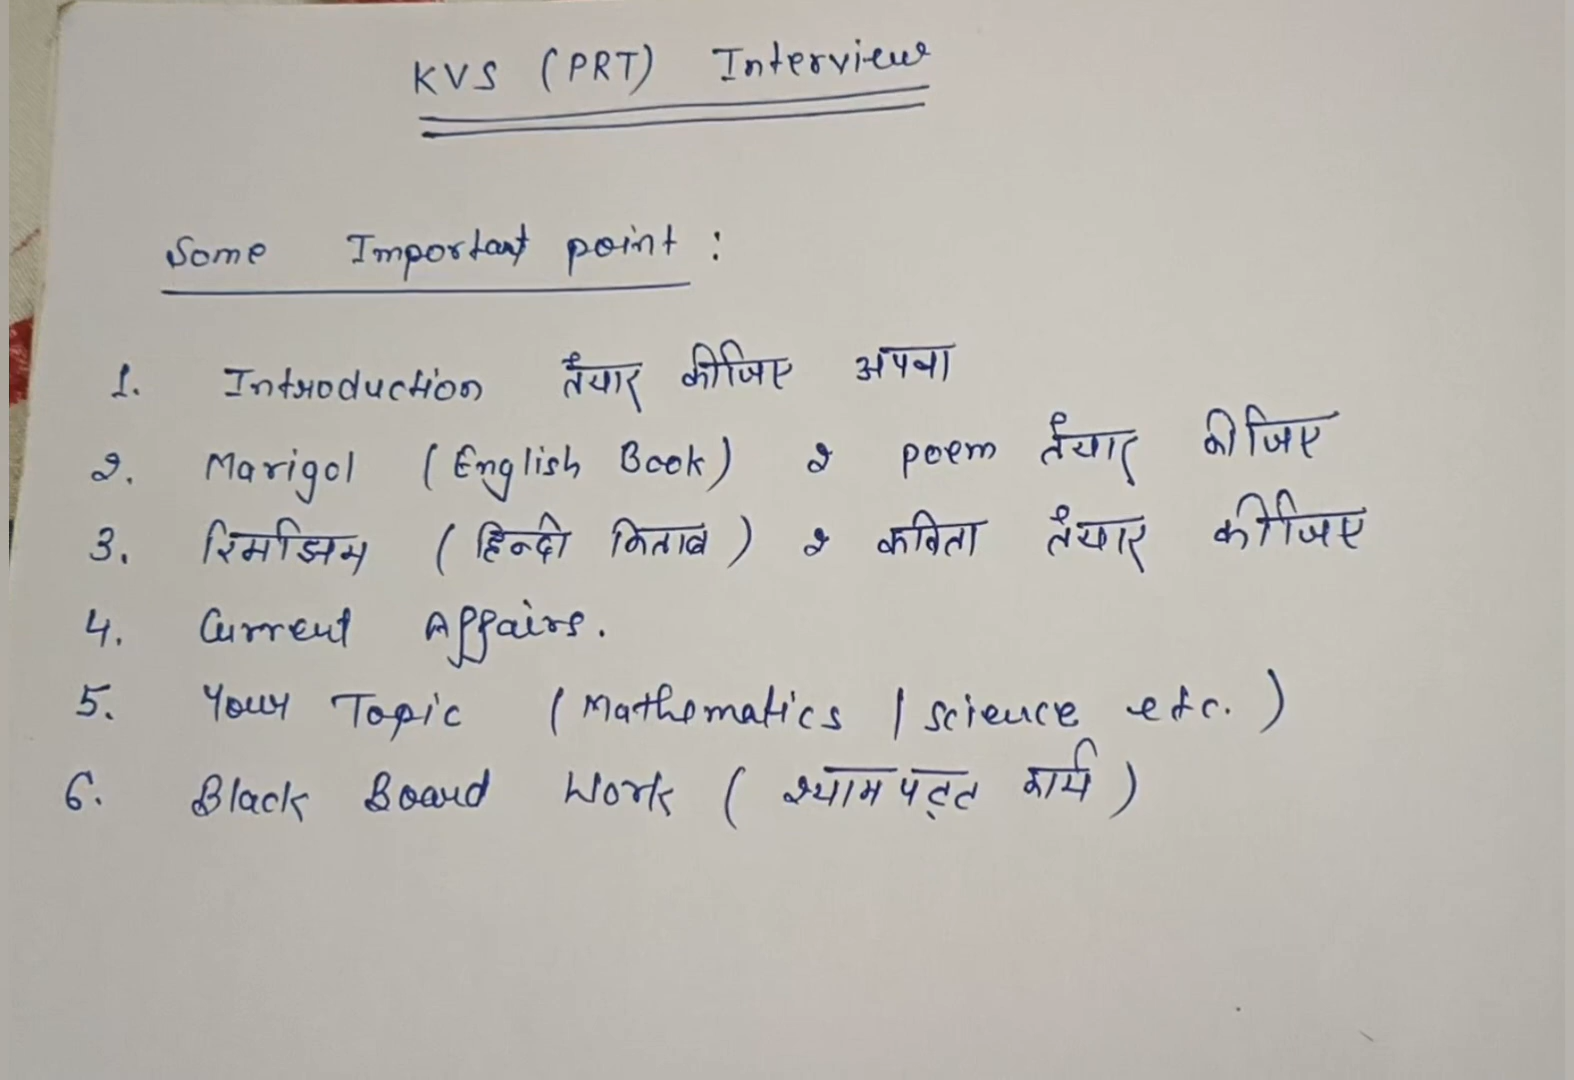 KVS (PRT) Interview
Some Important point :
1. Introduction तैयार कीजिए अपना
2. Marigol (English Book) 2 poem तैयार कीजिए
3. रिमझिम (हिन्दी किताब) 2 कविता तैयार कीजिए
4. Current Affairs.
5. Your Topic (Mathematics / science etc.)
6. Black Board Work (श्यामपट्ट कार्य)